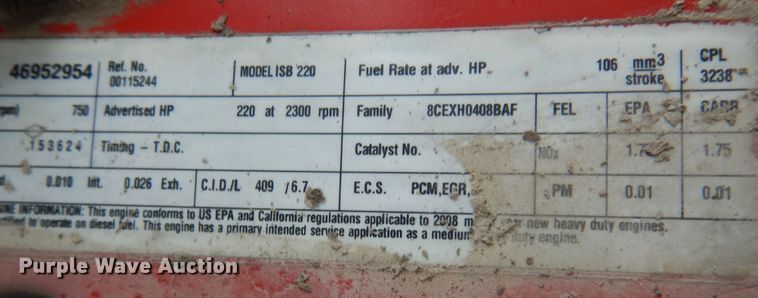 46952954 Ref. No. 00115244 MODEL ISB 220 Fuel Rate at adv. HP 106 mm3 stroke CPL 3238
rpm) 750 Advertised HP 220 at 2300 rpm Family 8CEXH0408BAF FEL EPA CARB
153624 Timing - T.D.C. Catalyst No. NOx 1.75
0.010 Int. 0.026 Exh. C.I.D./L 409 / 6.7 E.C.S. PCM,EGR, PM 0.01 0.01
INFORMATION: This engine conforms to US EPA and California regulations applicable to 2008 new heavy duty engines.
to operate on diesel fuel. This engine has a primary intended service application as a medium duty engine.
Purple Wave Auction